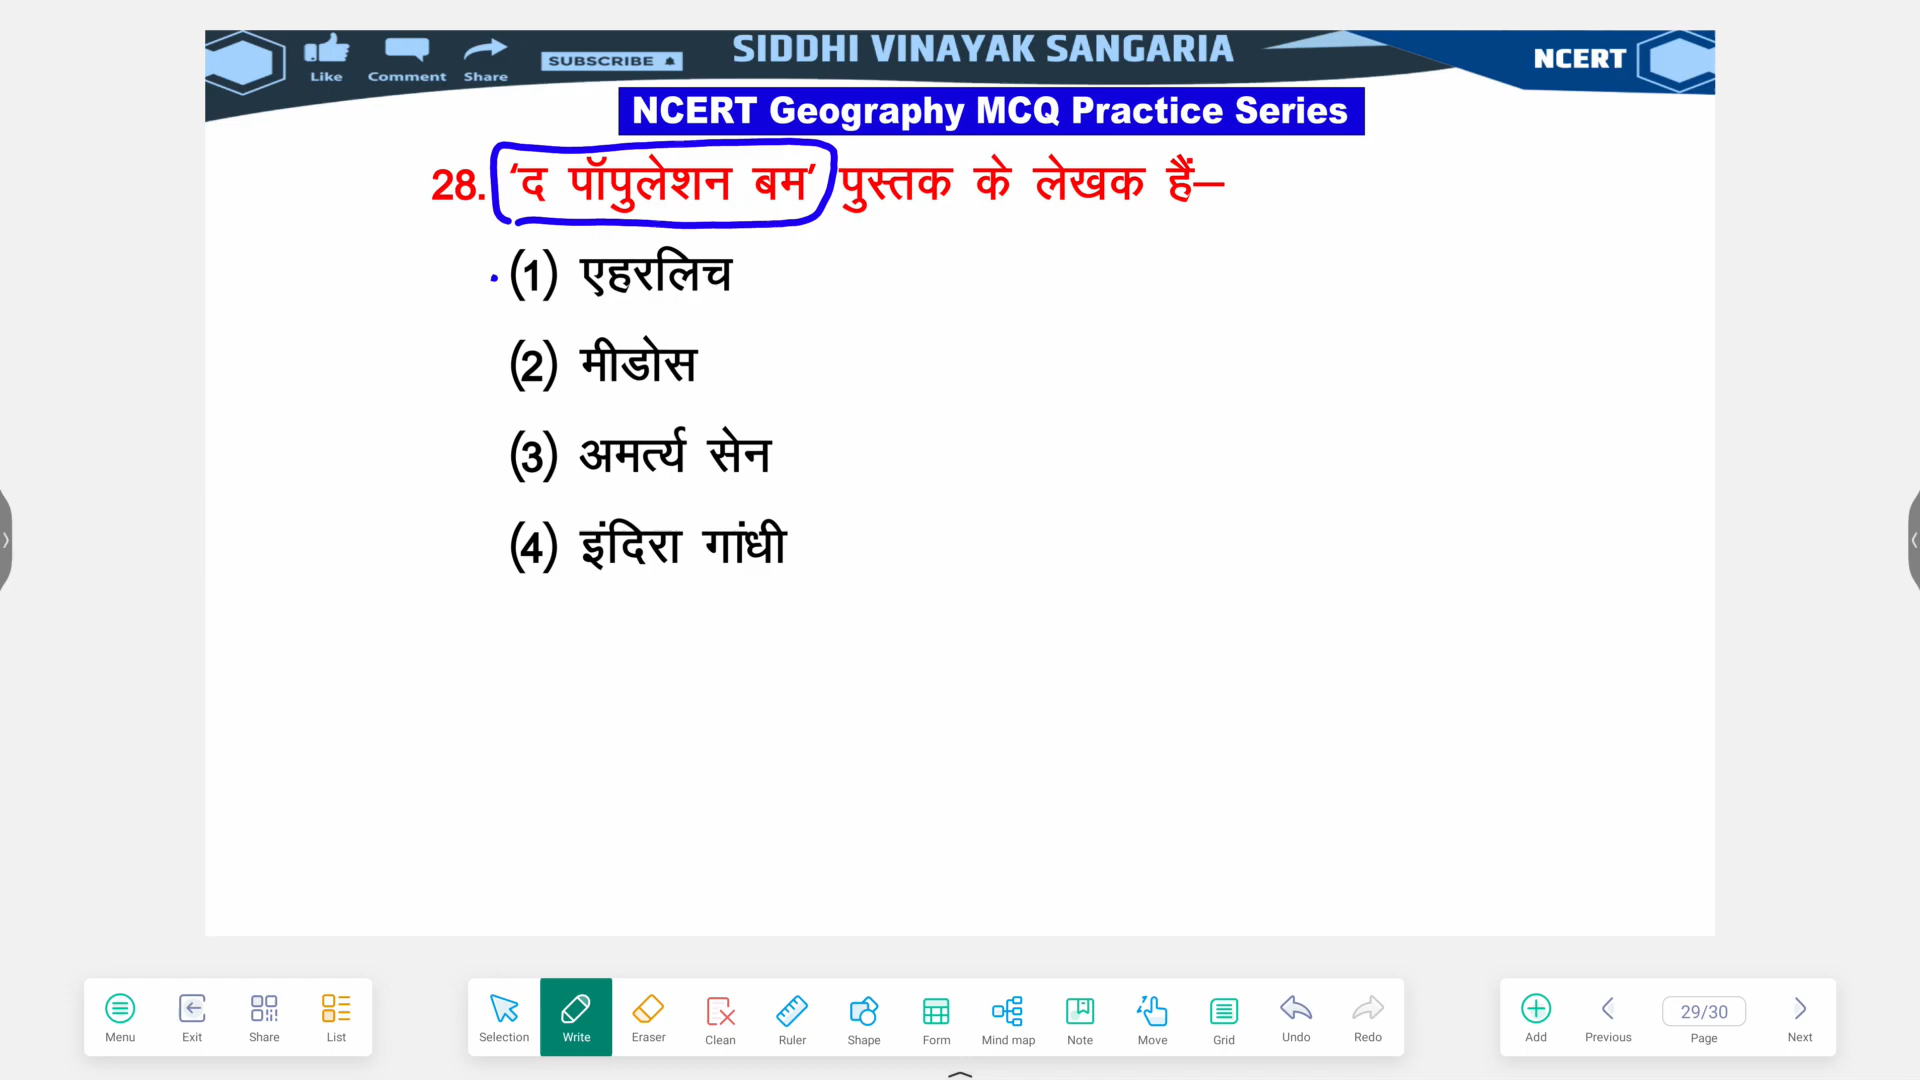 Like Comment Share SUBSCRIBE SIDDHI VINAYAK SANGARIA NCERT
NCERT Geography MCQ Practice Series
28. ‘द पॉपुलेशन बम’ पुस्तक के लेखक हैं–
(1) एहरलिच
(2) मीडोस
(3) अमर्त्य सेन
(4) इंदिरा गांधी
Menu Exit Share List Selection Write Eraser Clean Ruler Shape Form Mind map Note Move Grid Undo Redo Add Previous 29/30 Page Next